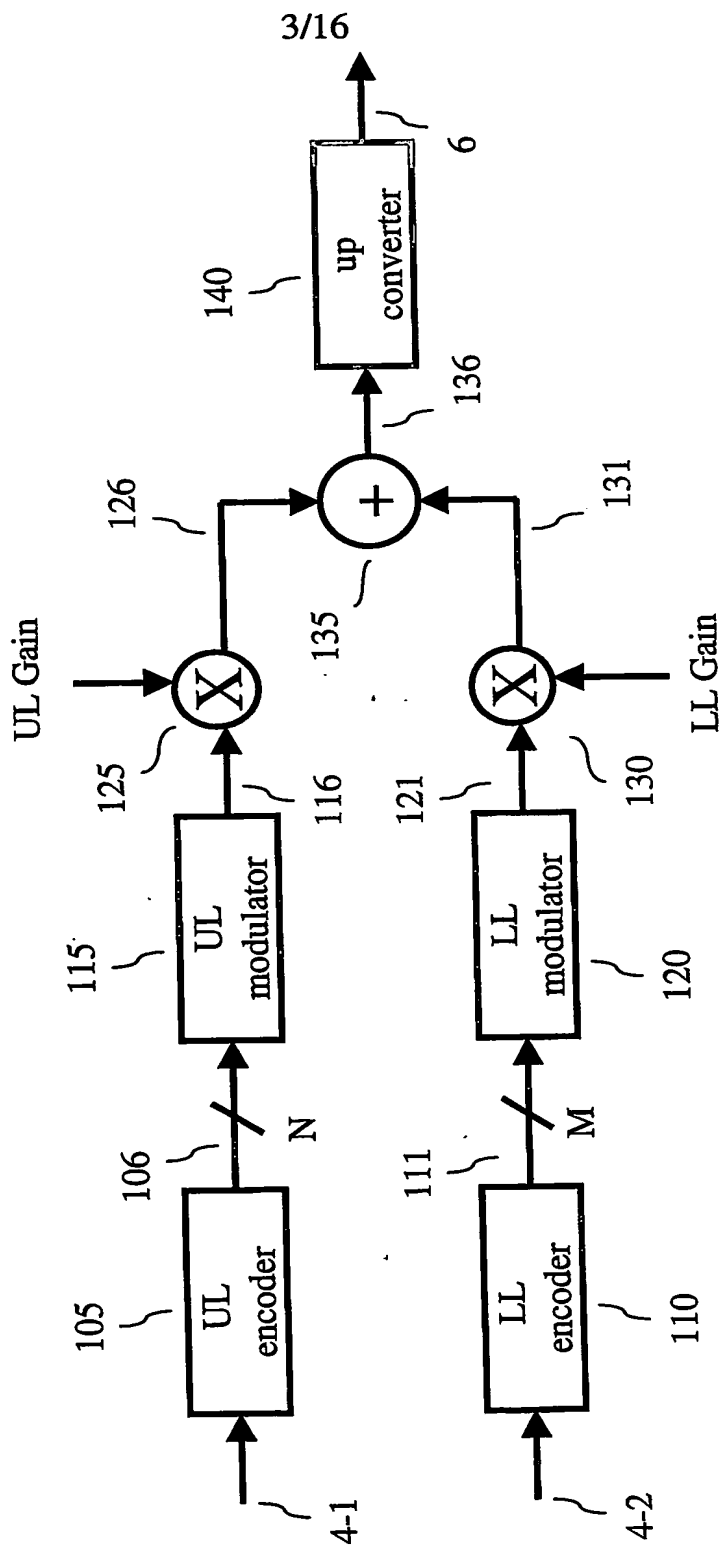 3/16
6
up
converter
140
136
126
+
131
135
UL Gain
X
125
116
LL Gain
X
130
121
115
UL
modulator
LL
modulator
120
106
N
111
M
105
UL
encoder
LL
encoder
110
4-1
4-2